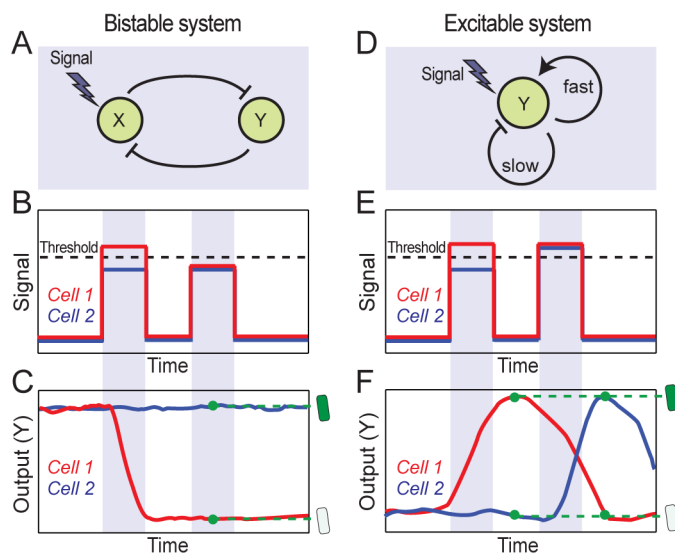 Bistable system
Excitable system
A
Signal
X
Y
D
Signal
Y
fast
slow
B
Threshold
Signal
Cell 1
Cell 2
Time
E
Threshold
Signal
Cell 1
Cell 2
Time
C
Output (Y)
Cell 1
Cell 2
Time
F
Output (Y)
Cell 1
Cell 2
Time